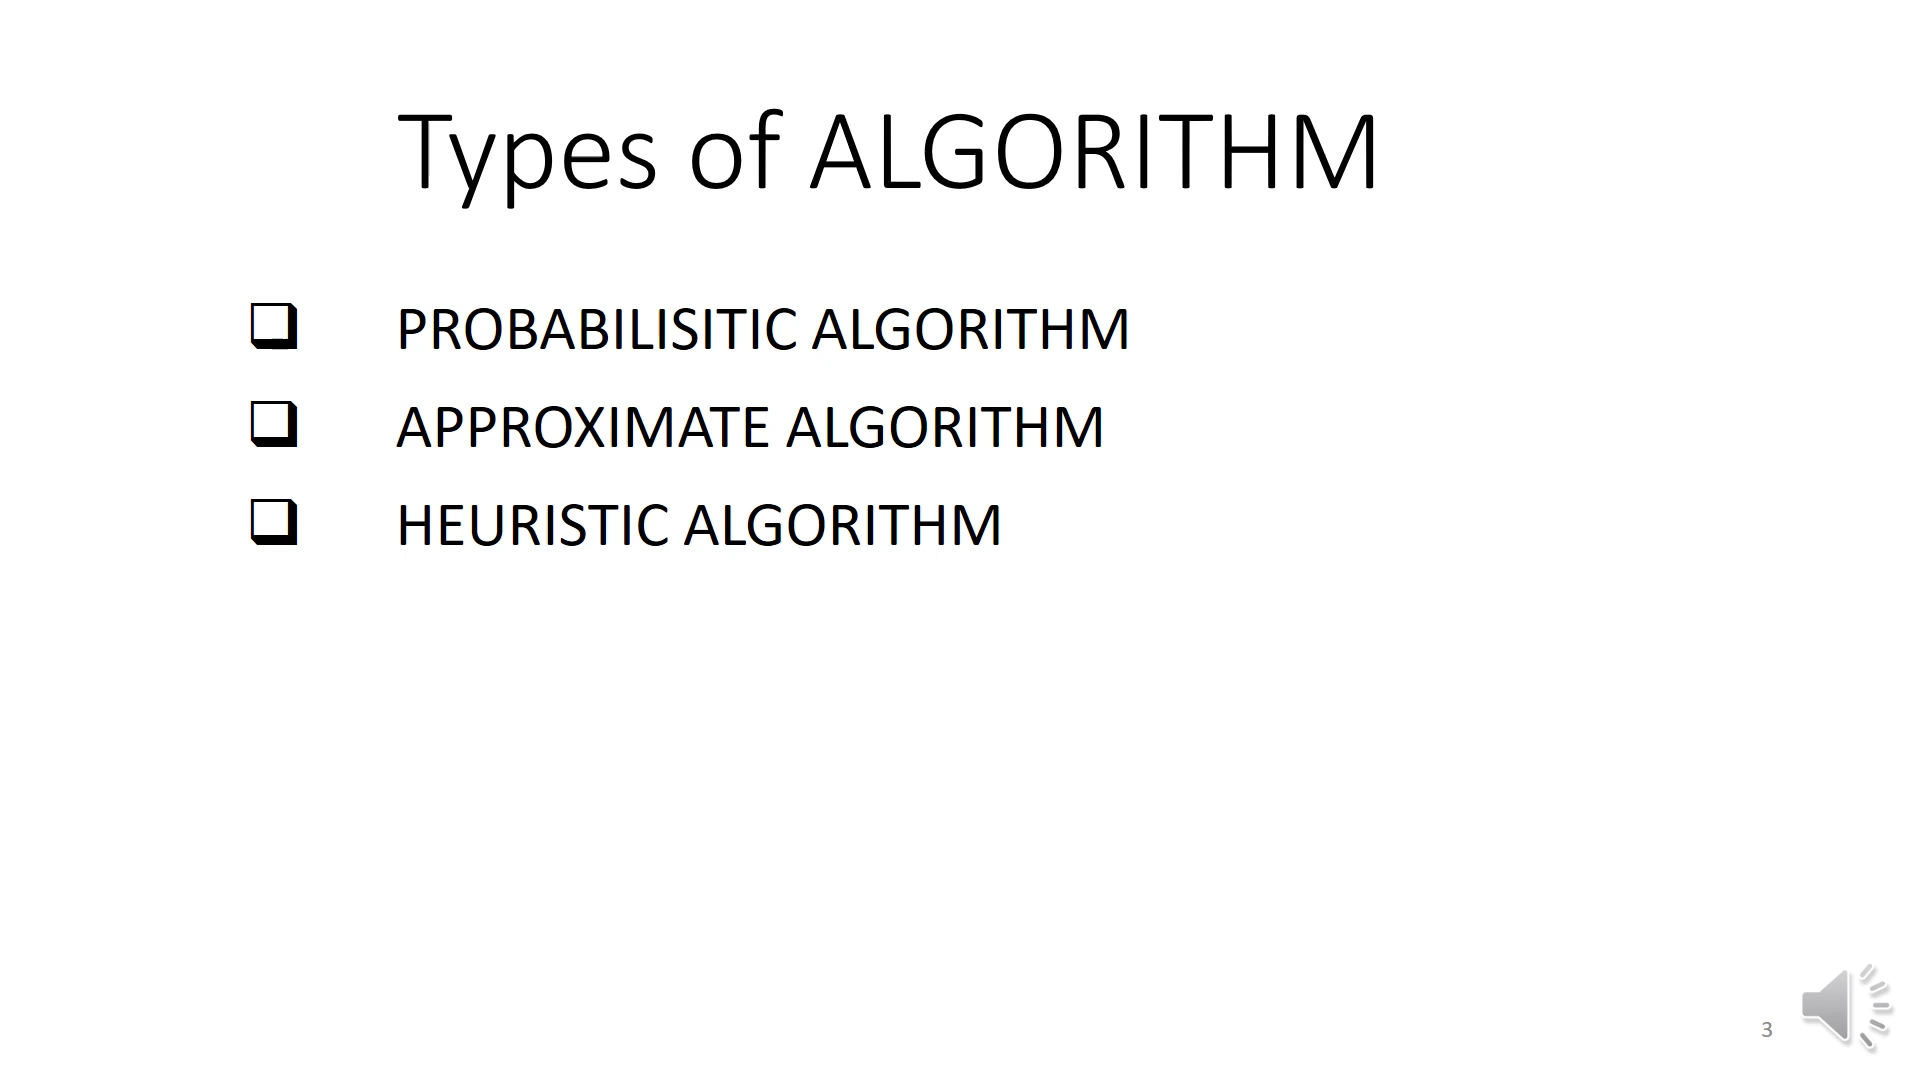 Types of ALGORITHM
❑ PROBABILISITIC ALGORITHM
❑ APPROXIMATE ALGORITHM
❑ HEURISTIC ALGORITHM
3